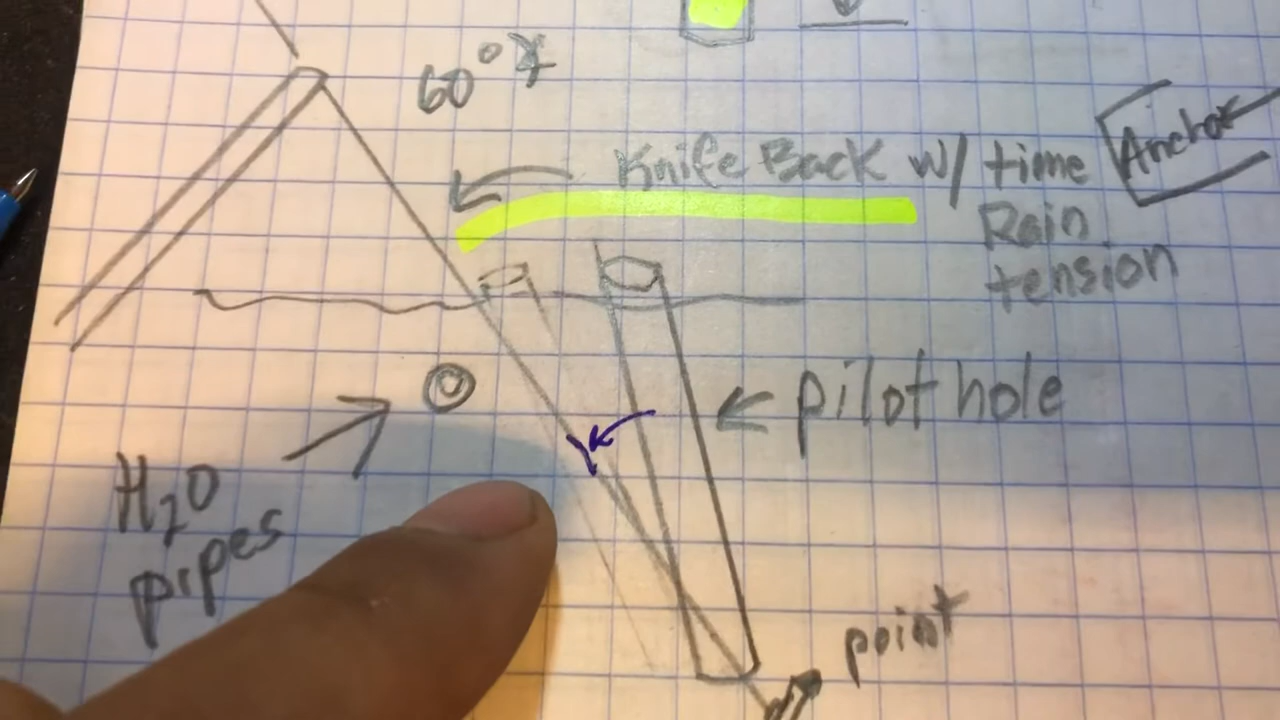 60°
Knife Back w/ time
Rain
tension
Anchor
pilot hole
H₂O
pipes
point